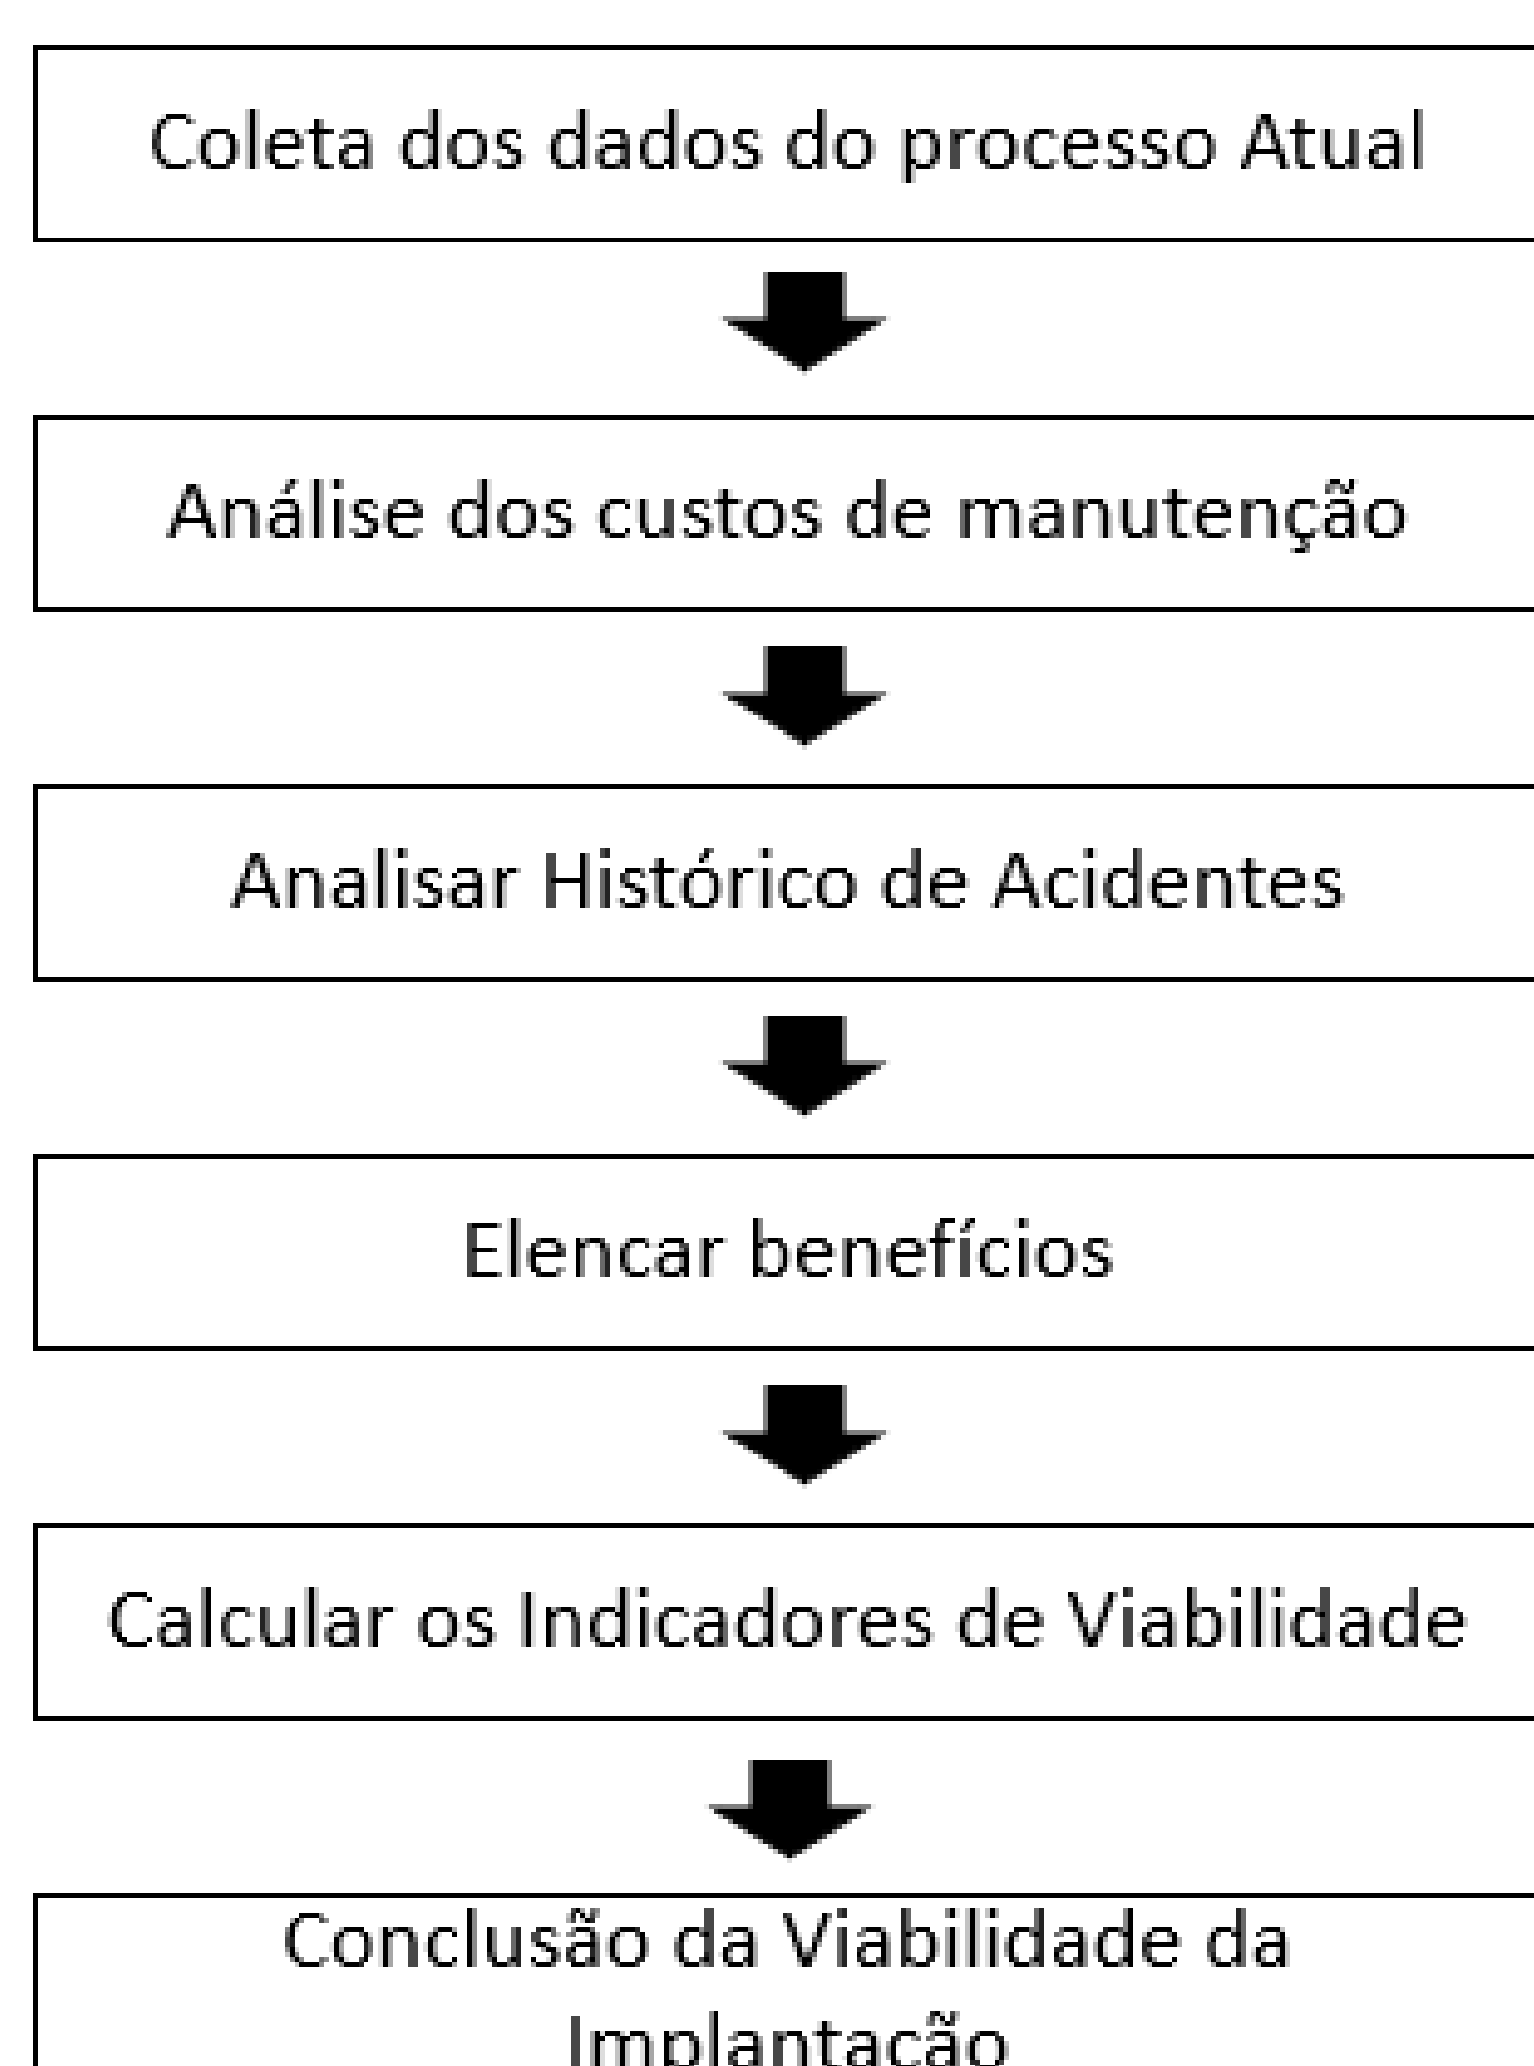 Coleta dos dados do processo Atual
Análise dos custos de manutenção
Analisar Histórico de Acidentes
Elencar benefícios
Calcular os Indicadores de Viabilidade
Conclusão da Viabilidade da
Implantação